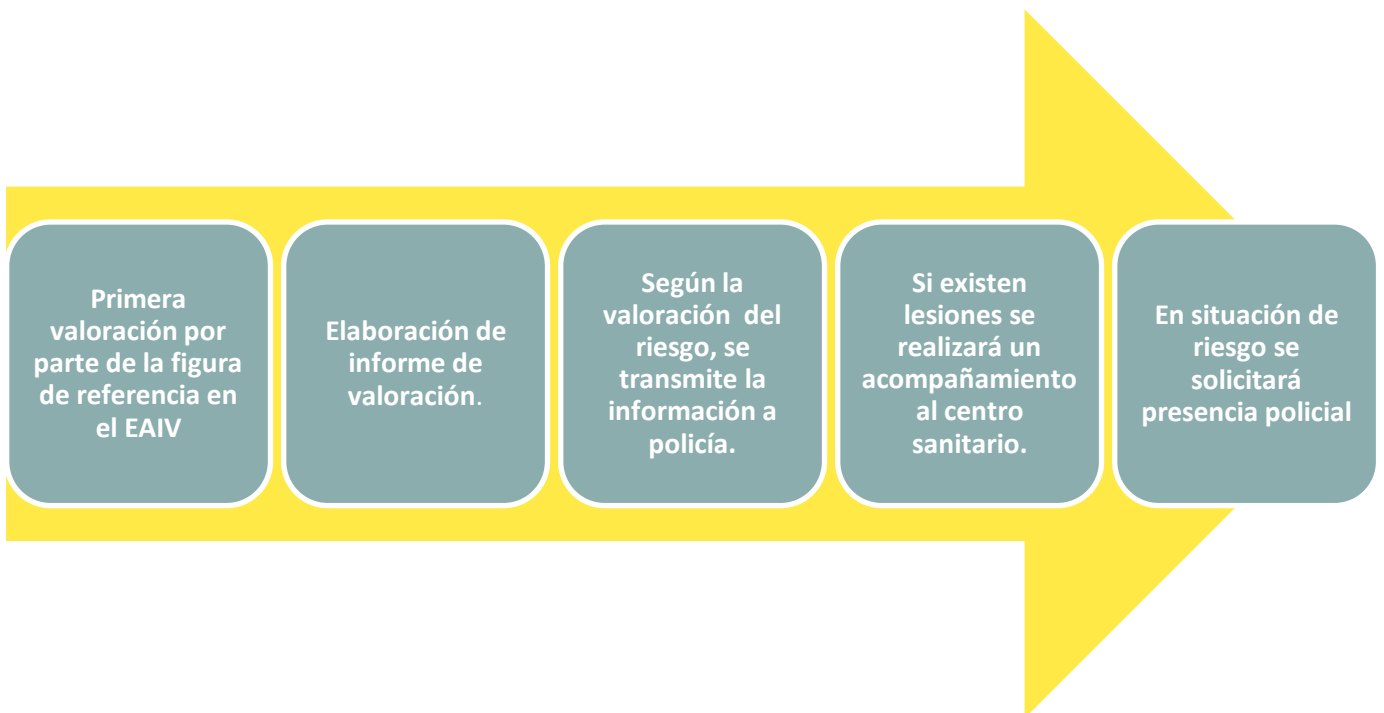 Primera
valoración por
parte de la figura
de referencia en
el EAIV
Elaboración de
informe de
valoración.
Según la
valoración del
riesgo, se
transmite la
información a
policía.
Si existen
lesiones se
realizará un
acompañamiento
al centro
sanitario.
En situación de
riesgo se
solicitará
presencia policial